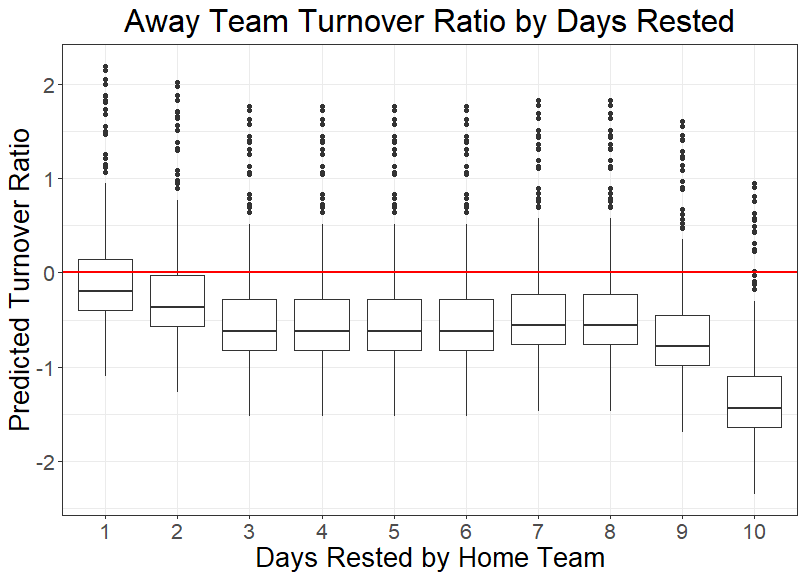 Away Team Turnover Ratio by Days Rested
Predicted Turnover Ratio
2
1
0
-1
-2
1 2 3 4 5 6 7 8 9 10
Days Rested by Home Team